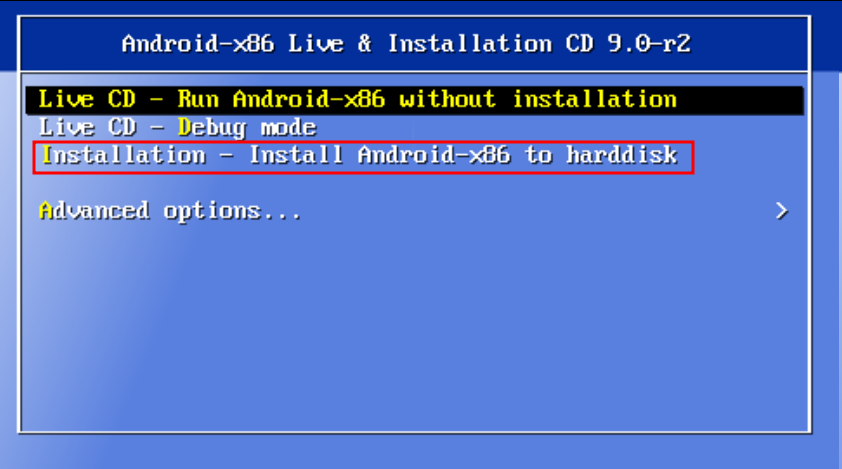 Android-x86 Live & Installation CD 9.0-r2
Live CD - Run Android-x86 without installation
Live CD - Debug mode
Installation - Install Android-x86 to harddisk
Advanced options... >